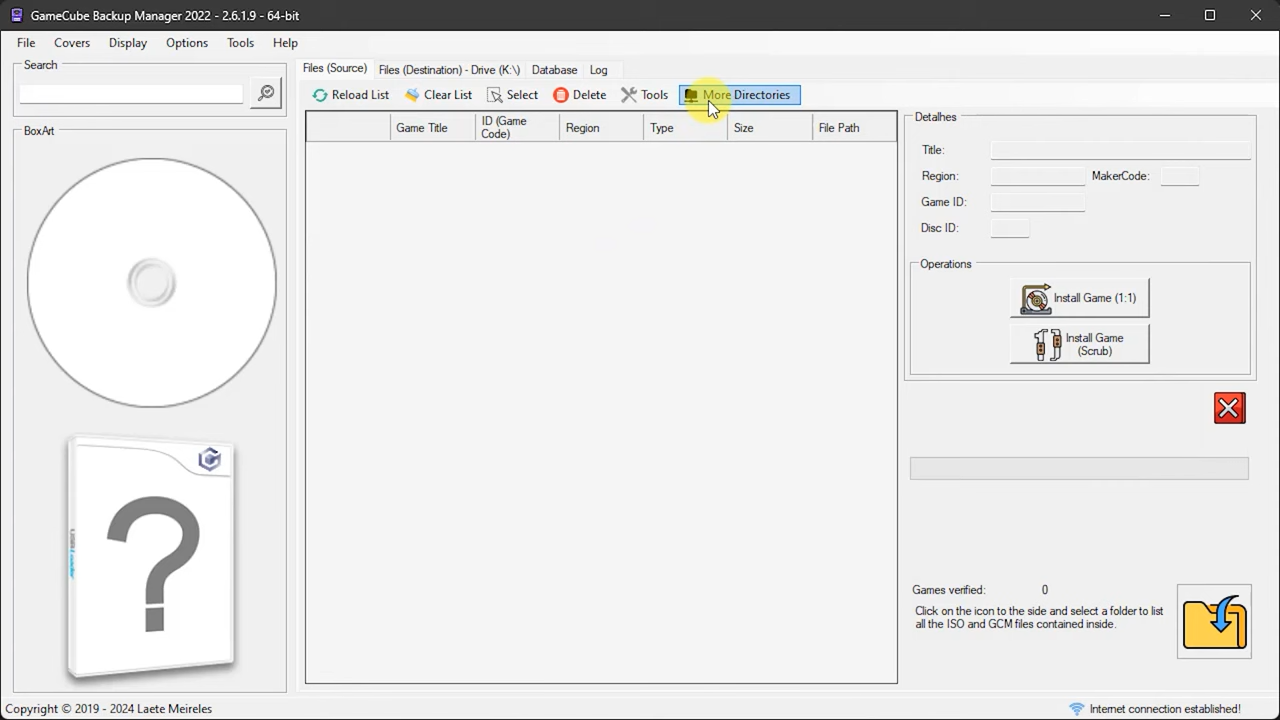 GameCube Backup Manager 2022 - 2.6.1.9 - 64-bit
File Covers Display Options Tools Help
Search
BoxArt
Files (Source) Files (Destination) - Drive (K:\) Database Log
Reload List Clear List Select Delete Tools More Directories
Game Title ID (Game Code) Region Type Size File Path
Detalhes
Title:
Region: MakerCode:
Game ID:
Disc ID:
Operations
Install Game (1:1)
Install Game
(Scrub)
?
Games verified: 0
Click on the icon to the side and select a folder to list
all the ISO and GCM files contained inside.
Copyright © 2019 - 2024 Laete Meireles
Internet connection established!